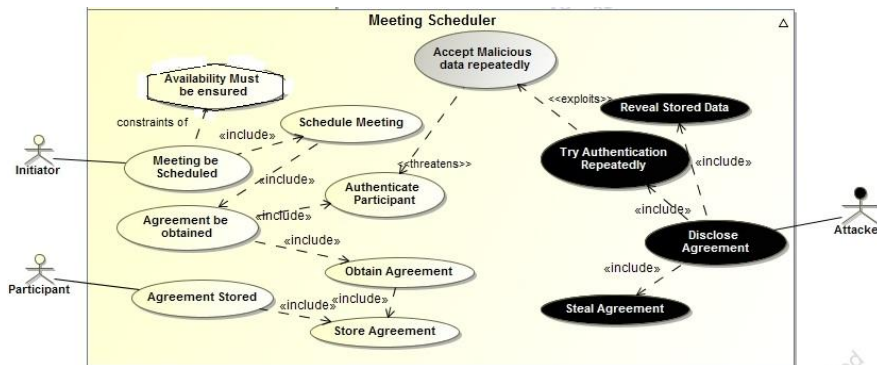 Meeting Scheduler
Accept Malicious
data repeatedly
Availability Must
be ensured
<<exploits>>
Reveal Stored Data
constraints of
«include»
Schedule Meeting
Try Authentication
Repeatedly
«include»
Meeting be
Scheduled
Initiator
<<threatens>>
«include»
Authenticate
Participant
«include»
Attacke
Agreement be
obtained
«include»
Disclose
Agreement
«include»
Obtain Agreement
«include»
Participant
Agreement Stored
«include»
«include»
Steal Agreement
Store Agreement